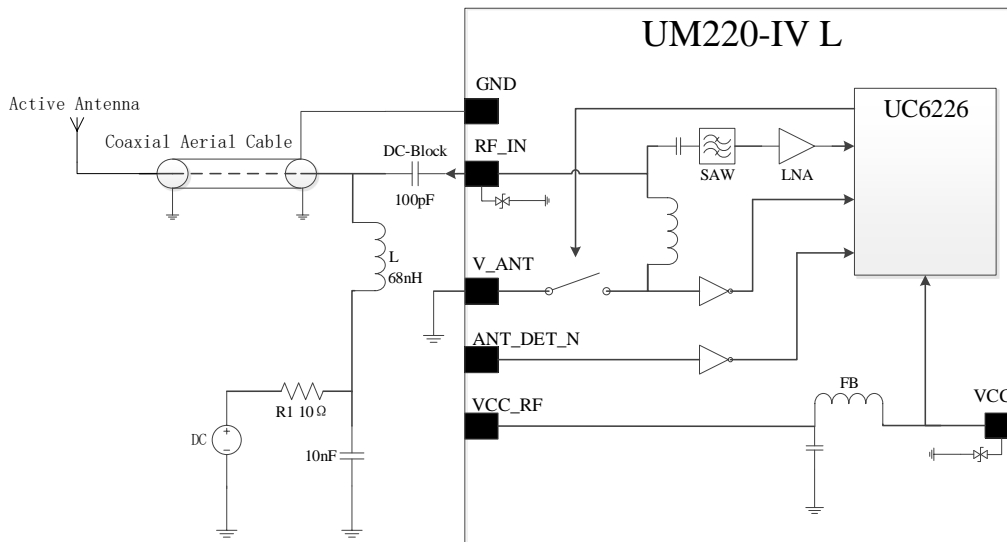 UM220-IV L
GND
Active Antenna
UC6226
Coaxial Aerial Cable
RF_IN
DC-Block
100pF
SAW
LNA
L
68nH
V_ANT
ANT_DET_N
R1 10Ω
VCC_RF
FB
VCC
DC
+
−
10nF